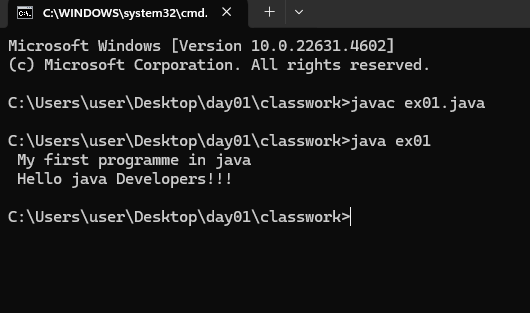 C:\WINDOWS\system32\cmd.
Microsoft Windows [Version 10.0.22631.4602]
(c) Microsoft Corporation. All rights reserved.
C:\Users\user\Desktop\day01\classwork>javac ex01.java
C:\Users\user\Desktop\day01\classwork>java ex01
My first programme in java
Hello java Developers!!!
C:\Users\user\Desktop\day01\classwork>